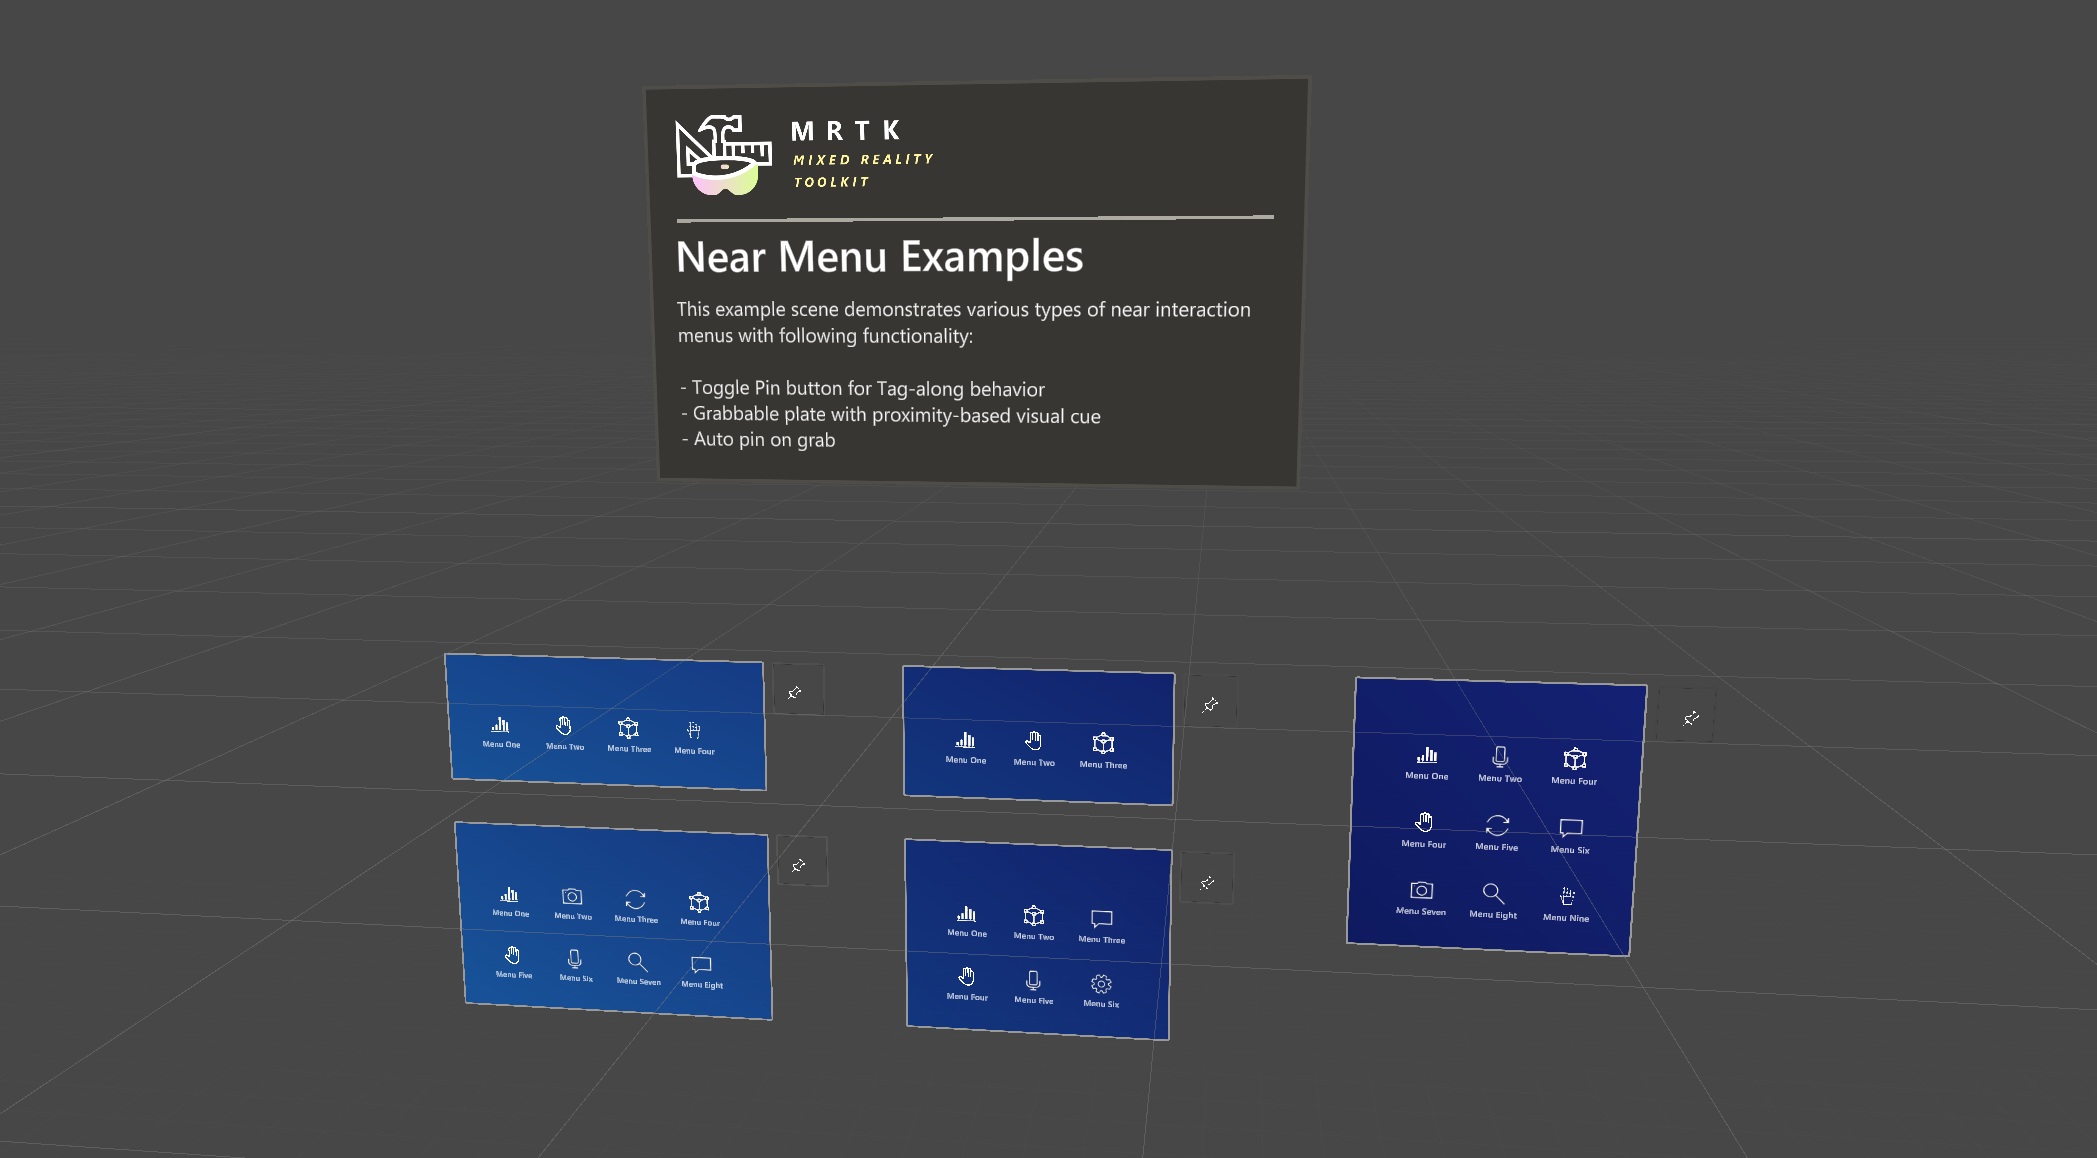 MRTK
MIXED REALITY
TOOLKIT
Near Menu Examples
This example scene demonstrates various types of near interaction
menus with following functionality:
- Toggle Pin button for Tag-along behavior
- Grabbable plate with proximity-based visual cue
- Auto pin on grab
Menu One Menu Two Menu Three Menu Four
Menu One Menu Two Menu Three Menu Four
Menu Five Menu Six Menu Seven Menu Eight
Menu One Menu Two Menu Three
Menu One Menu Two Menu Three
Menu Four Menu Five Menu Six
Menu One Menu Two Menu Four
Menu Four Menu Five Menu Six
Menu Seven Menu Eight Menu Nine